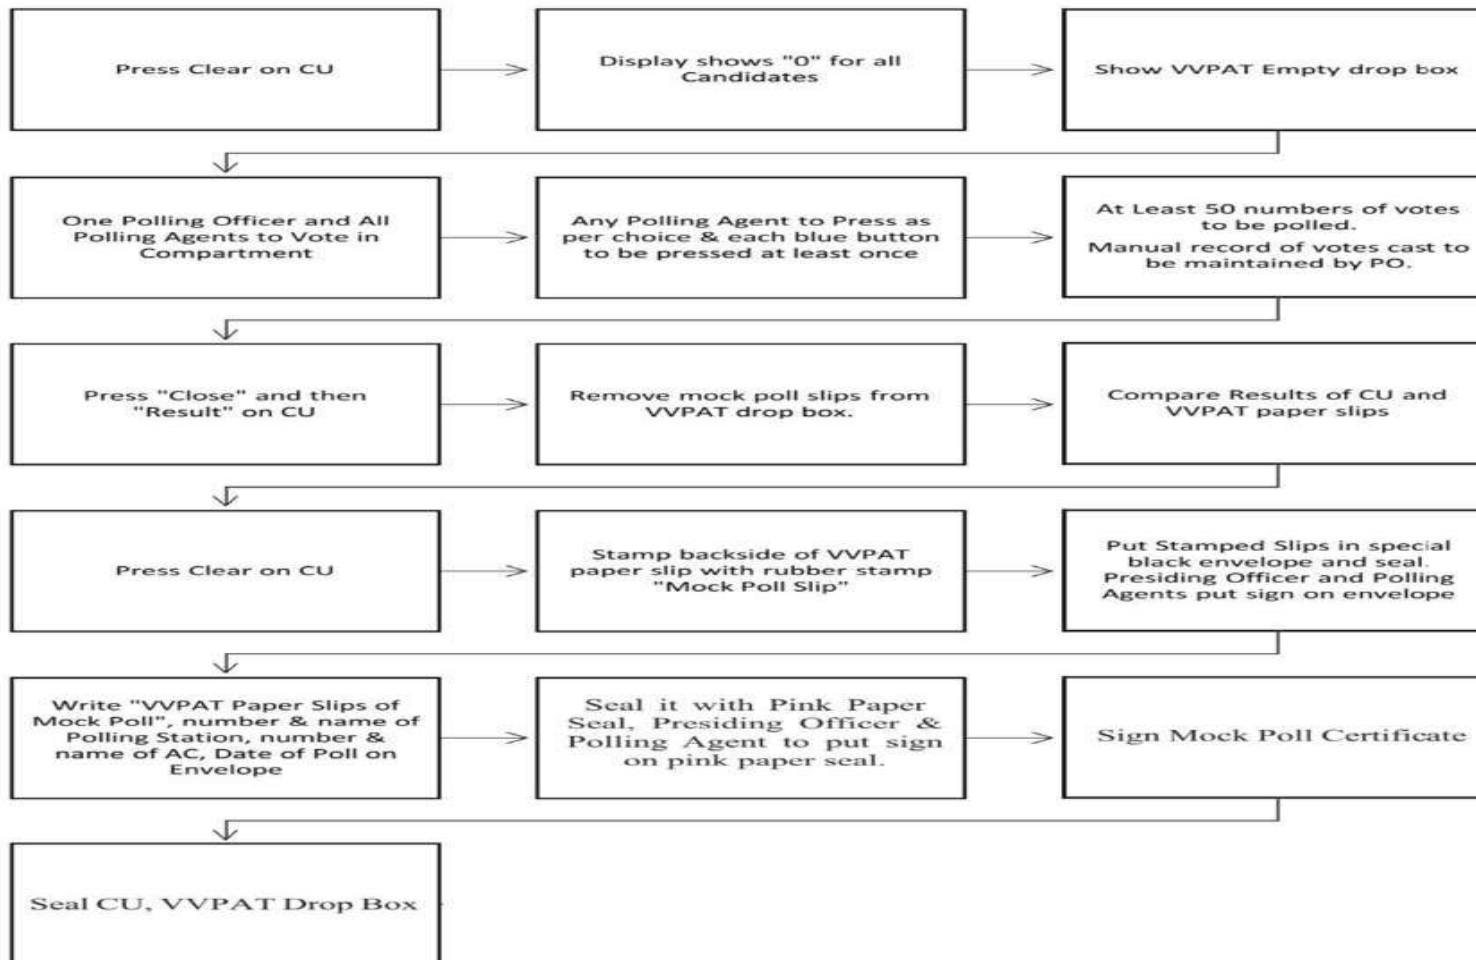 Press Clear on CU
Display shows "0" for all
Candidates
Show VVPAT Empty drop box
One Polling Officer and All
Polling Agents to Vote in
Compartment
Any Polling Agent to Press as
per choice & each blue button
to be pressed at least once
At Least 50 numbers of votes
to be polled.
Manual record of votes cast to
be maintained by PO.
Press "Close" and then
"Result" on CU
Remove mock poll slips from
VVPAT drop box.
Compare Results of CU and
VVPAT paper slips
Press Clear on CU
Stamp backside of VVPAT
paper slip with rubber stamp
"Mock Poll Slip"
Put Stamped Slips in special
black envelope and seal.
Presiding Officer and Polling
Agents put sign on envelope
Write "VVPAT Paper Slips of
Mock Poll", number & name of
Polling Station, number &
name of AC, Date of Poll on
Envelope
Seal it with Pink Paper
Seal, Presiding Officer &
Polling Agent to put sign
on pink paper seal.
Sign Mock Poll Certificate
Seal CU, VVPAT Drop Box